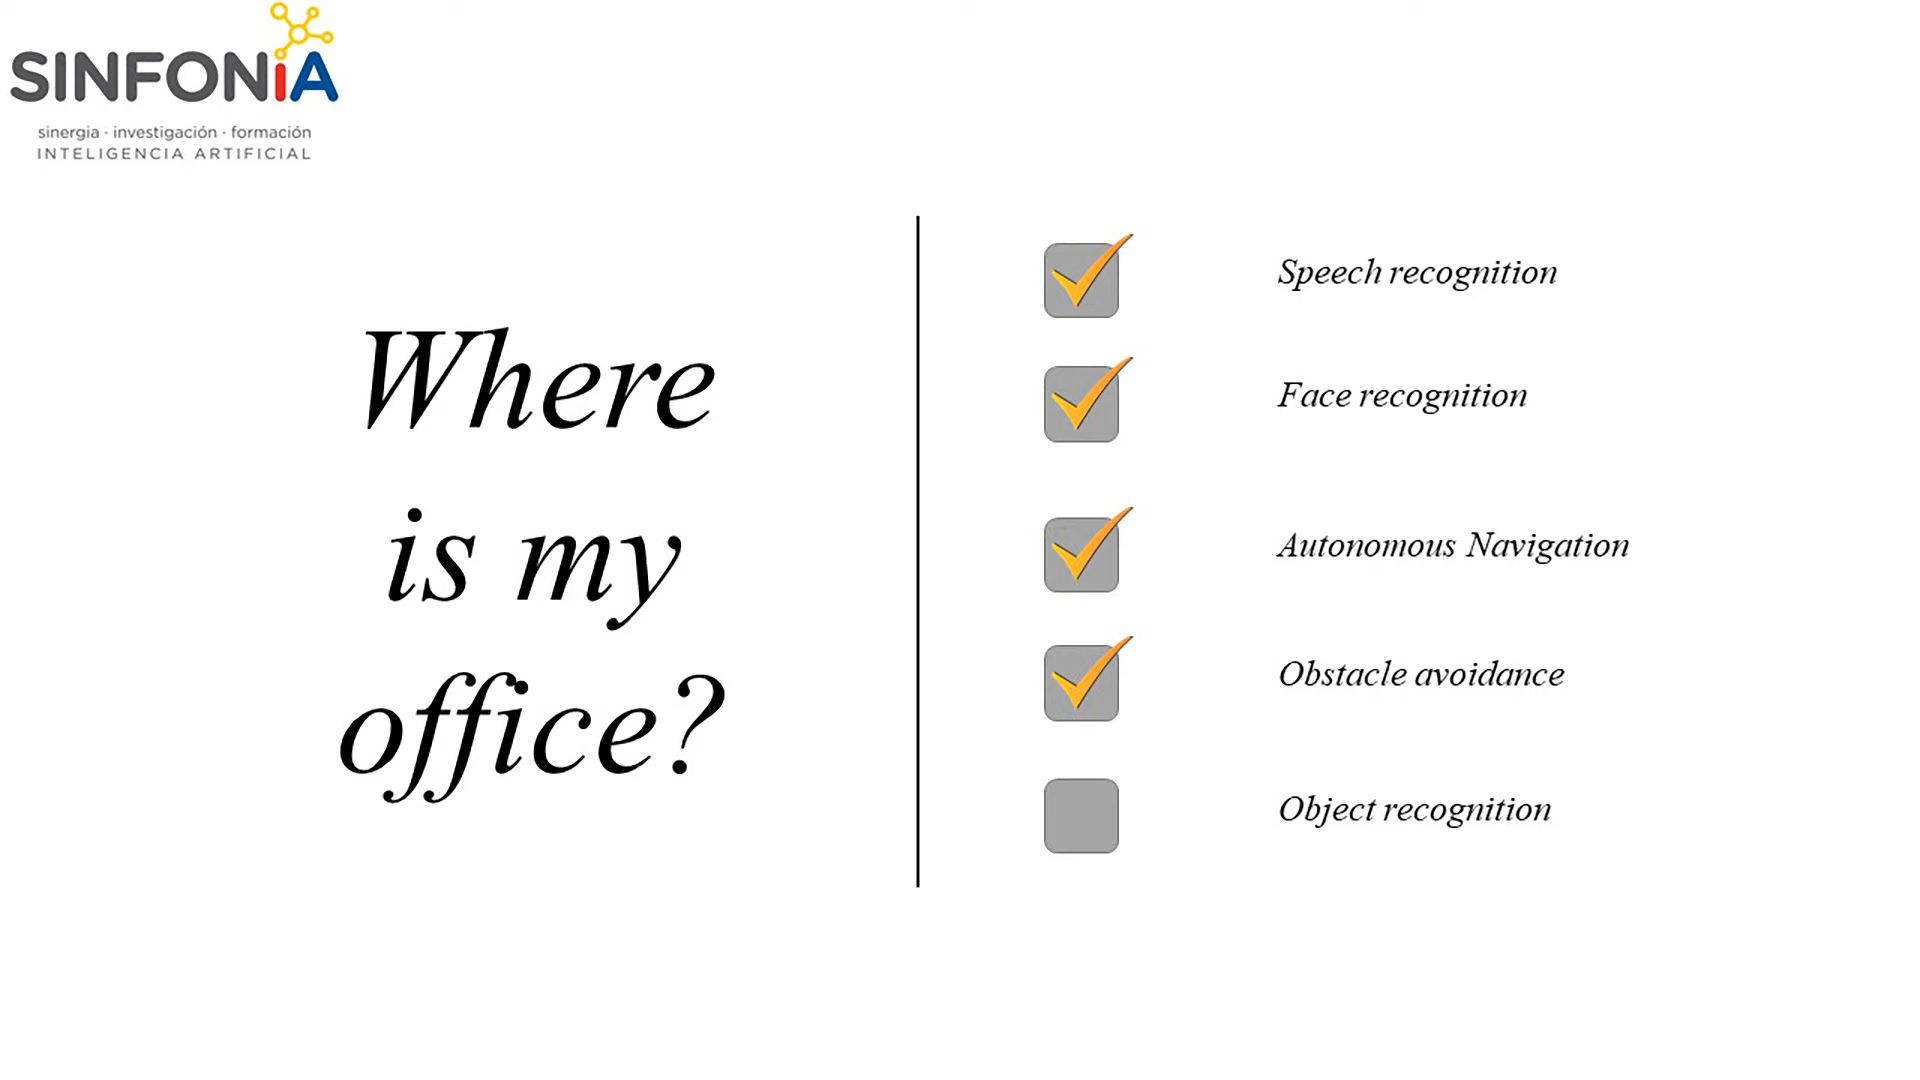 SINFONiA
sinergia · investigación · formación
INTELIGENCIA ARTIFICIAL
Where
is my
office?
Speech recognition
Face recognition
Autonomous Navigation
Obstacle avoidance
Object recognition